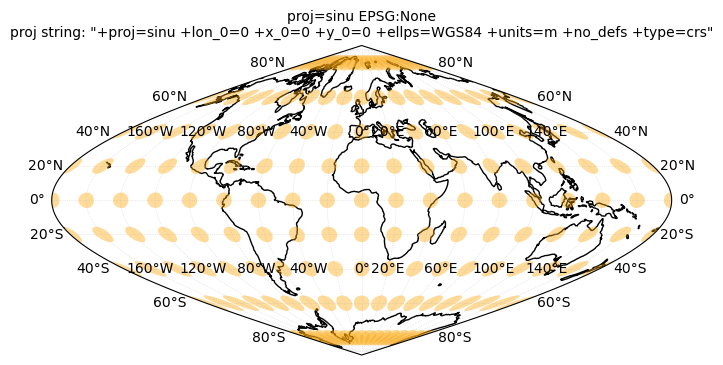 proj=sinu EPSG:None
proj string: "+proj=sinu +lon_0=0 +x_0=0 +y_0=0 +ellps=WGS84 +units=m +no_defs +type=crs"
80°N 80°N
60°N 60°N
40°N 160°W 120°W 80°W 40°W 0° 20°E 60°E 100°E 140°E 40°N
20°N 20°N
0° 0°
20°S 20°S
40°S 160°W 120°W 80°W 40°W 0° 20°E 60°E 100°E 140°E 40°S
60°S 60°S
80°S 80°S